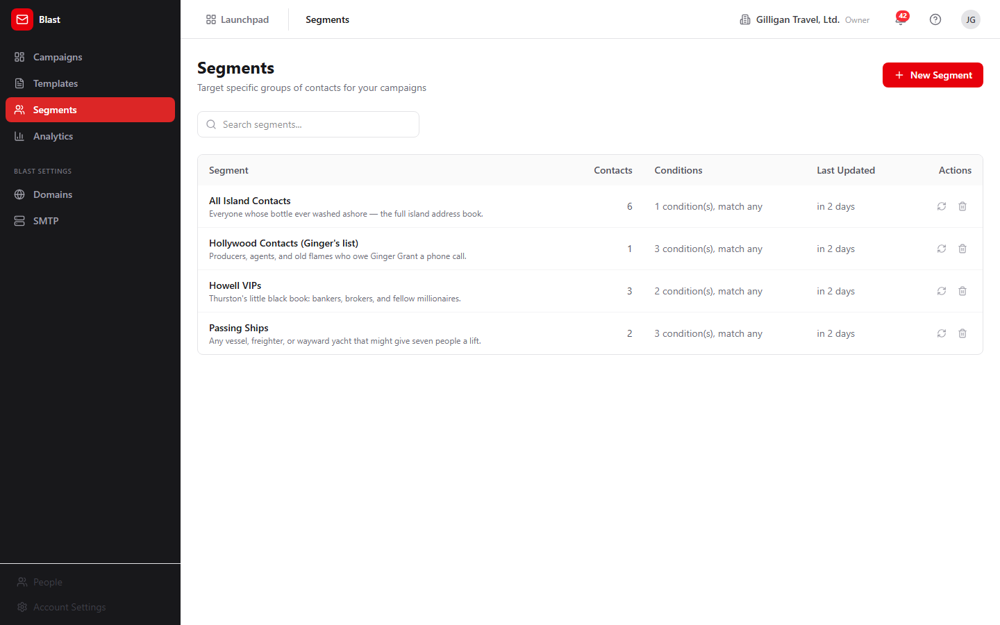 Blast
Campaigns
Templates
Segments
Analytics
BLAST SETTINGS
Domains
SMTP
People
Account Settings
Launchpad
Segments
Gilligan Travel, Ltd. Owner
42
JG
Segments
Target specific groups of contacts for your campaigns
New Segment
Search segments...
Segment Contacts Conditions Last Updated Actions
All Island Contacts
Everyone whose bottle ever washed ashore — the full island address book.
6 1 condition(s), match any in 2 days
Hollywood Contacts (Ginger's list)
Producers, agents, and old flames who owe Ginger Grant a phone call.
1 3 condition(s), match any in 2 days
Howell VIPs
Thurston's little black book: bankers, brokers, and fellow millionaires.
3 2 condition(s), match any in 2 days
Passing Ships
Any vessel, freighter, or wayward yacht that might give seven people a lift.
2 3 condition(s), match any in 2 days